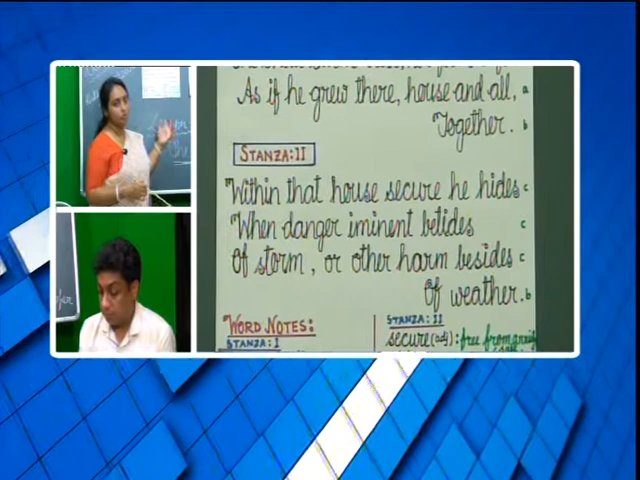 As if he grew there, house and all, a
Together. b
STANZA: II
Within that house secure he hides c
When danger iminent betides c
Of storm, or other harm besides c
Of weather. b
WORD NOTES:
STANZA: I
STANZA: II
secure (adj): free from